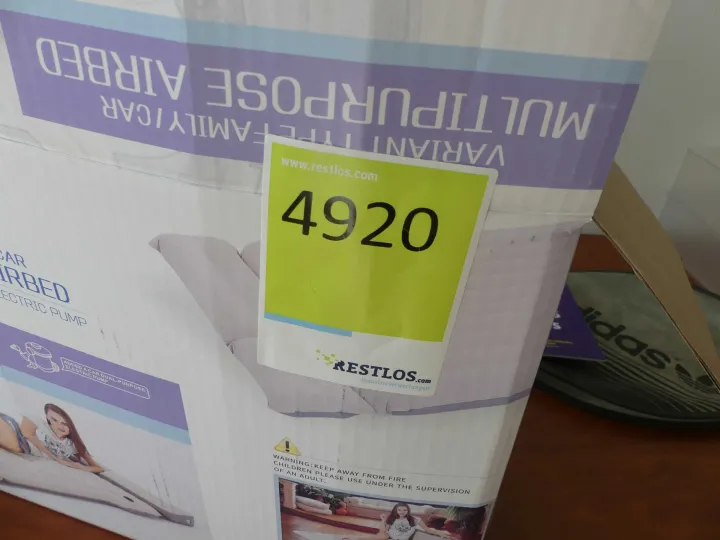 MULTIPURPOSE AIRBED
VARIANT TYPE FAMILY/CAR
www.restlos.com
4920
RESTLOS.com
CAR
AIRBED
ELECTRIC PUMP
WARNING: KEEP AWAY FROM FIRE
CHILDREN PLEASE USE UNDER THE SUPERVISION
OF AN ADULT.
adidas